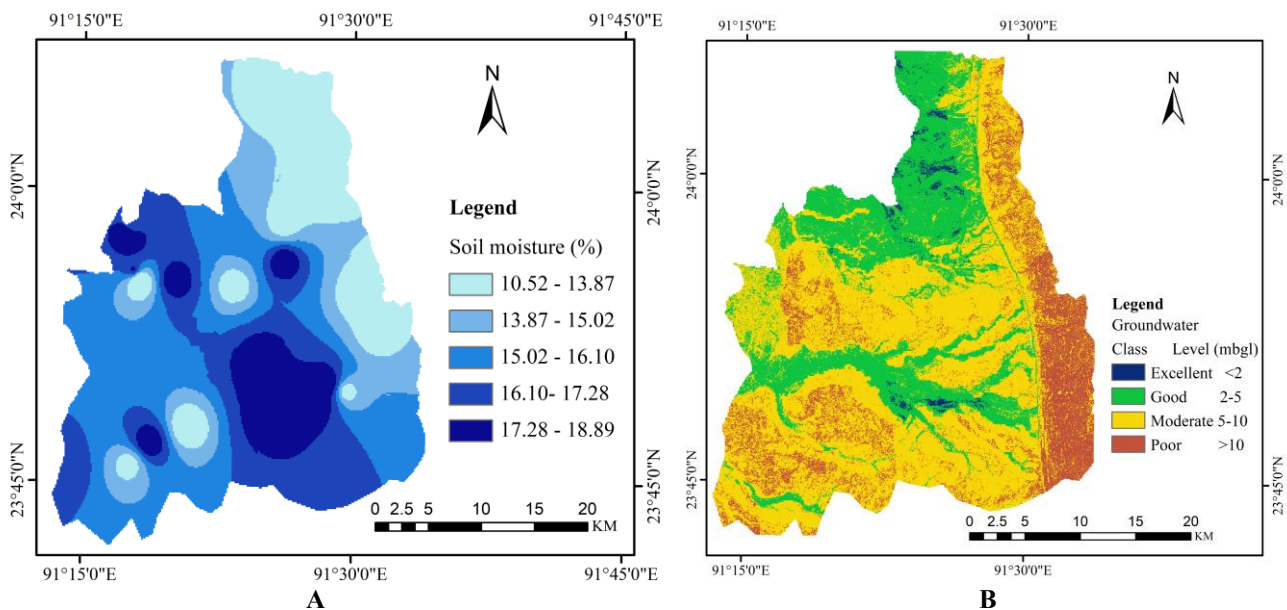 91°15'0"E 91°30'0"E 91°45'0"E
N
24°0'0"N
24°0'0"N
Legend
Soil moisture (%)
10.52 - 13.87
13.87 - 15.02
15.02 - 16.10
16.10- 17.28
17.28 - 18.89
23°45'0"N
23°45'0"N
0 2.5 5 10 15 20
KM
91°15'0"E 91°30'0"E 91°45'0"E
A
91°15'0"E 91°30'0"E
N
24°0'0"N
24°0'0"N
Legend
Groundwater
Class Level (mbgl)
Excellent <2
Good 2-5
Moderate 5-10
Poor >10
23°45'0"N
23°45'0"N
0 2.5 5 10 15 20
KM
91°15'0"E 91°30'0"E
B